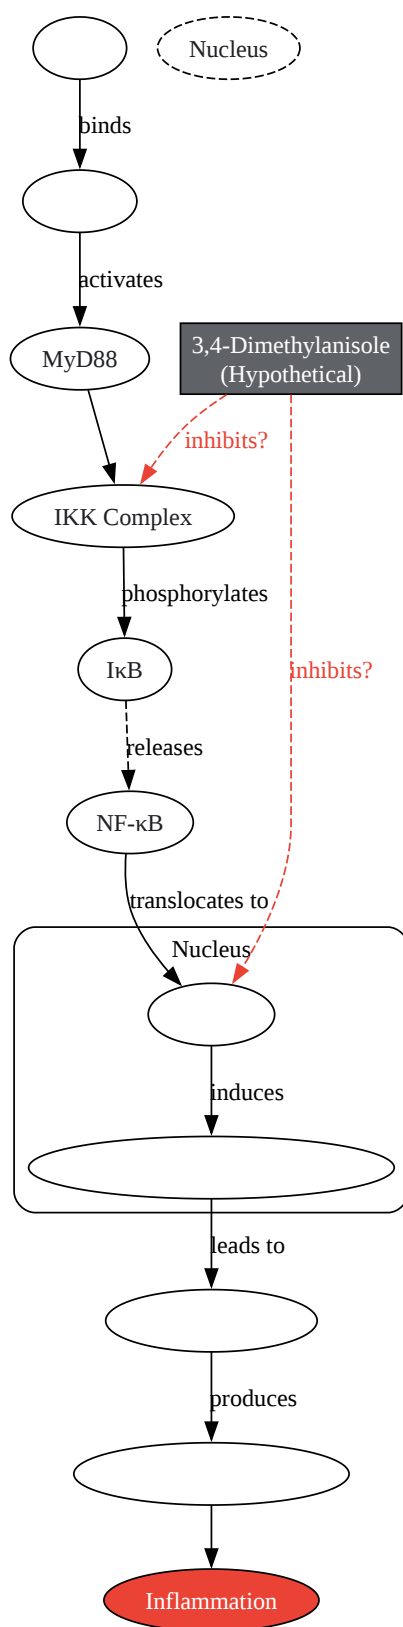 Nucleus
binds
activates
MyD88
3,4-Dimethylanisole
(Hypothetical)
inhibits?
IKK Complex
phosphorylates
IκB
inhibits?
releases
NF-κB
translocates to
Nucleus
induces
leads to
produces
Inflammation